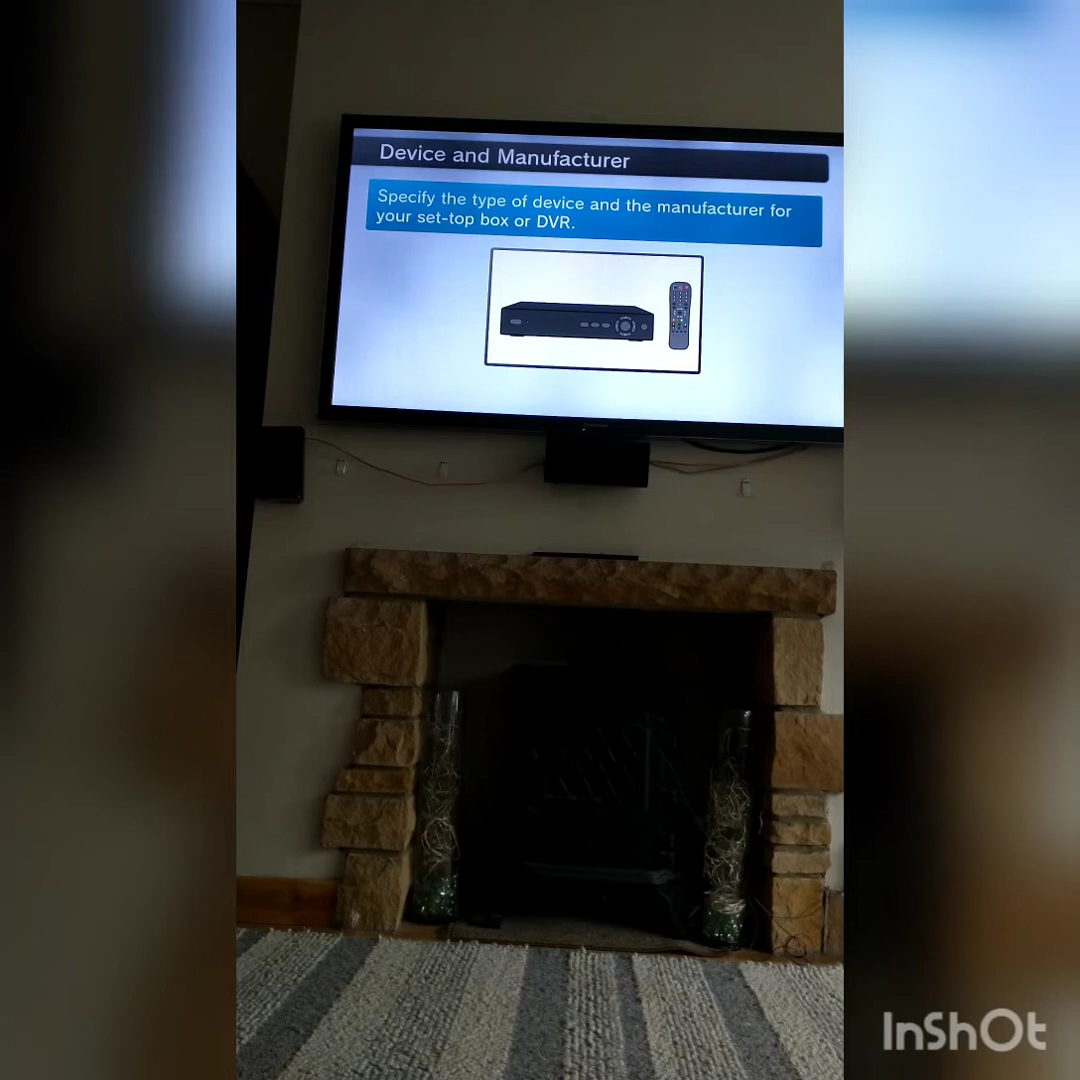 Device and Manufacturer
Specify the type of device and the manufacturer for
your set-top box or DVR.
InShOt